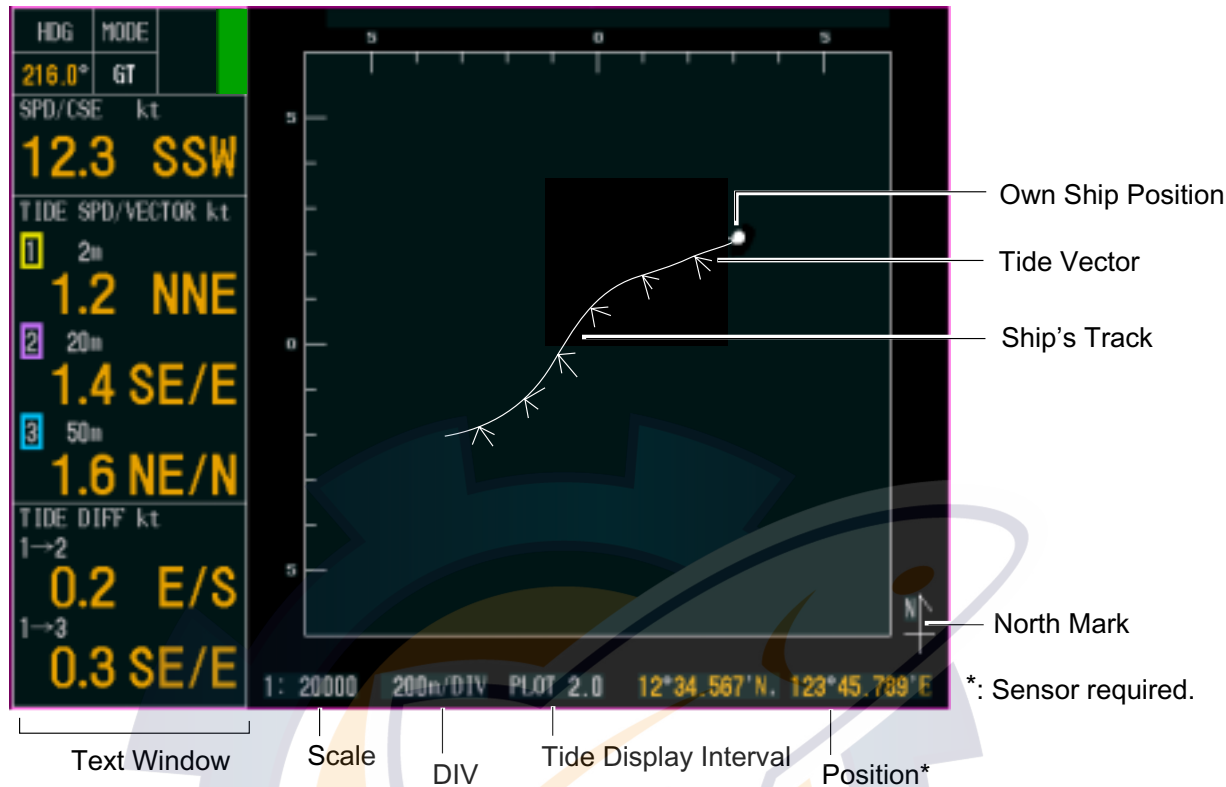 HDG MODE
216.0° GT
SPD/CSE kt
12.3 SSW
TIDE SPD/VECTOR kt
1 2m
1.2 NNE
2 20m
1.4 SE/E
3 50m
1.6 NE/N
TIDE DIFF kt
1→2
0.2 E/S
1→3
0.3 SE/E
5 0 5
5
0
5
N
1: 20000 200m/DIV PLOT 2.0 12°34.567'N, 123°45.789'E
Own Ship Position
Tide Vector
Ship's Track
North Mark
*: Sensor required.
Text Window
Scale
DIV
Tide Display Interval
Position*